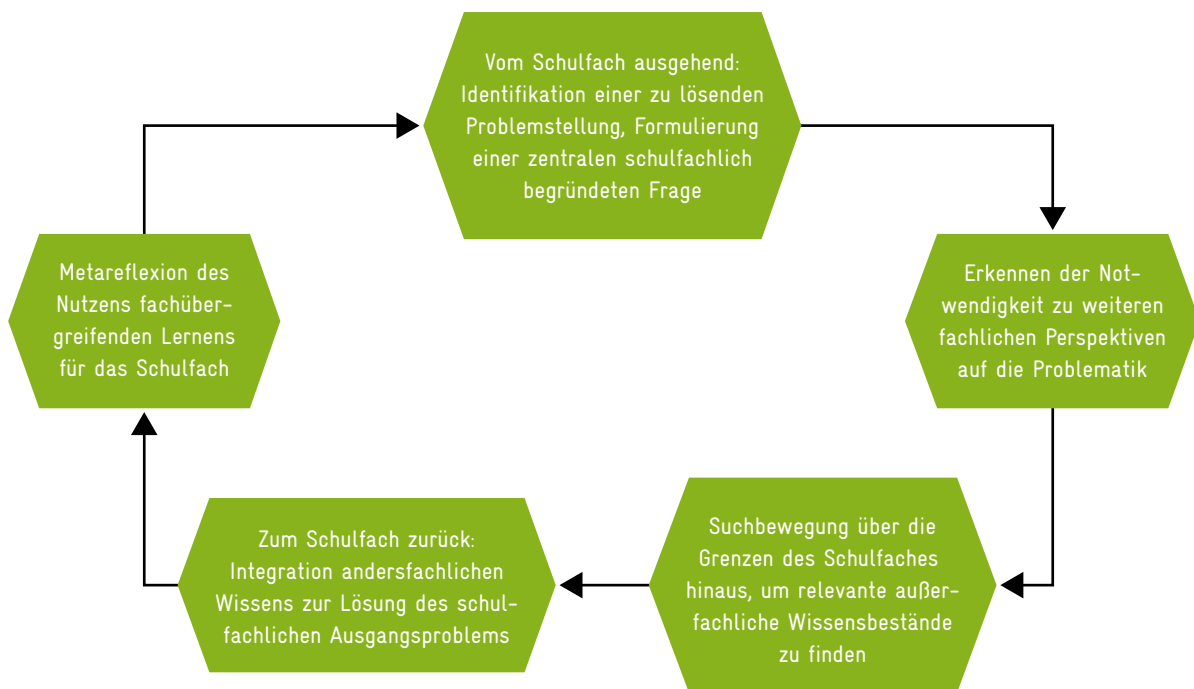 Vom Schulfach ausgehend:
Identifikation einer zu lösenden
Problemstellung, Formulierung
einer zentralen schulfachlich
begründeten Frage
Erkennen der Not-
wendigkeit zu weiteren
fachlichen Perspektiven
auf die Problematik
Suchbewegung über die
Grenzen des Schulfaches
hinaus, um relevante außer-
fachliche Wissensbestände
zu finden
Zum Schulfach zurück:
Integration andersfachlichen
Wissens zur Lösung des schul-
fachlichen Ausgangsproblems
Metareflexion des
Nutzens fachüber-
greifenden Lernens
für das Schulfach